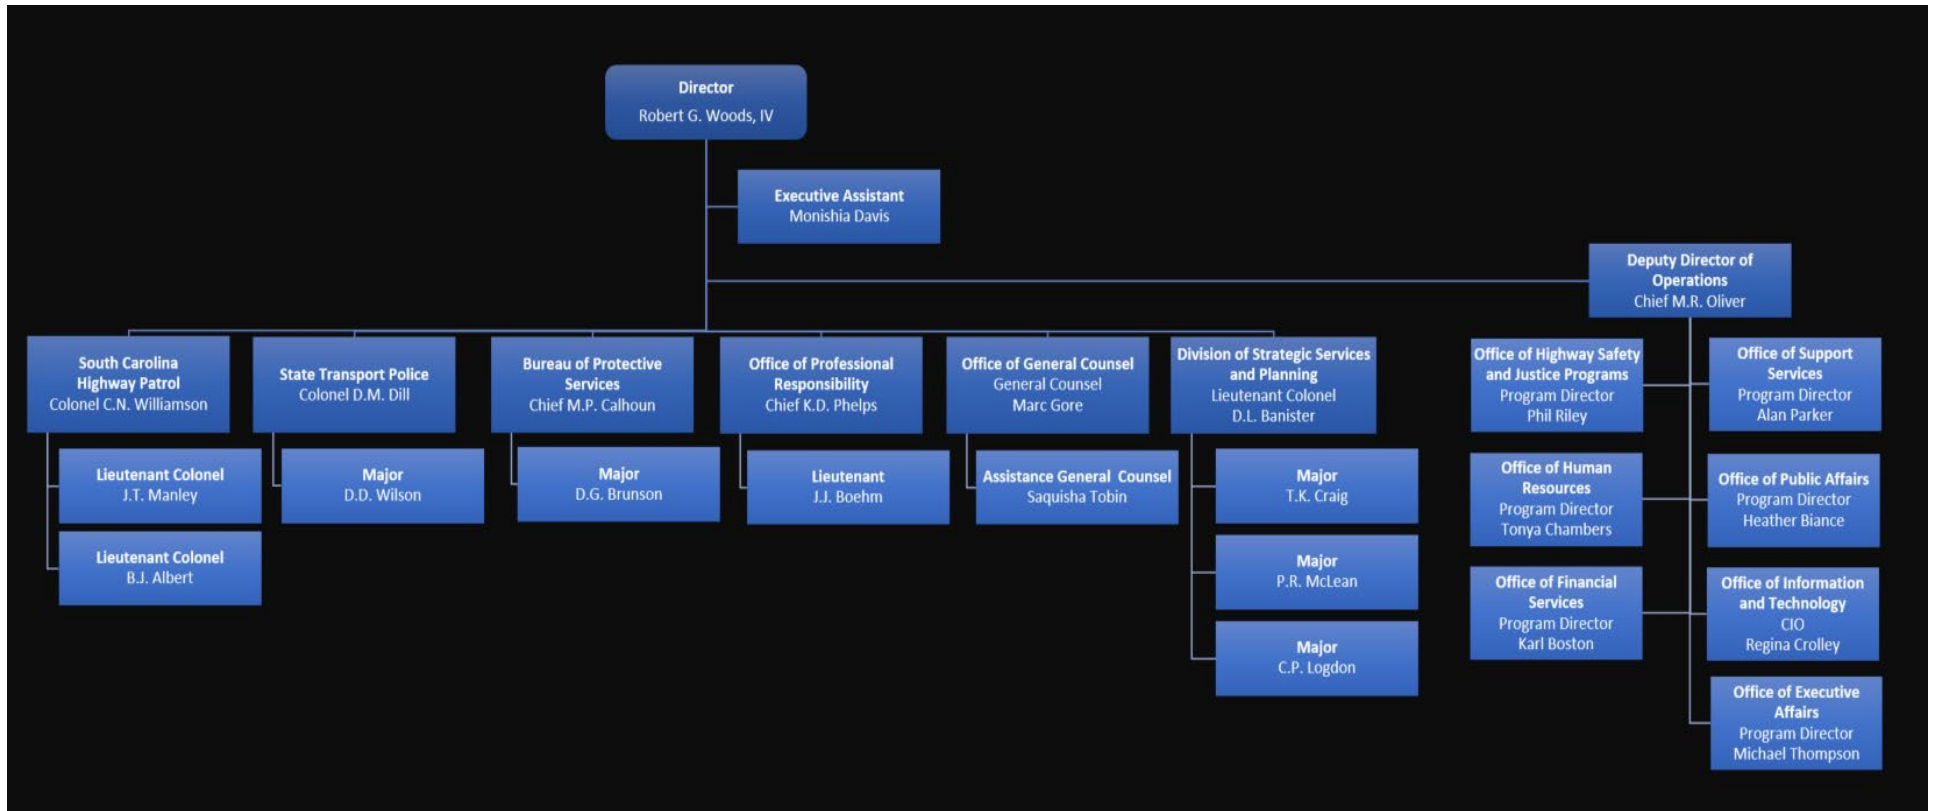 Director
Robert G. Woods, IV
Executive Assistant
Monishia Davis
Deputy Director of
Operations
Chief M.R. Oliver
South Carolina
Highway Patrol
Colonel C.N. Williamson
State Transport Police
Colonel D.M. Dill
Bureau of Protective
Services
Chief M.P. Calhoun
Office of Professional
Responsibility
Chief K.D. Phelps
Office of General Counsel
General Counsel
Marc Gore
Division of Strategic Services
and Planning
Lieutenant Colonel
D.L. Banister
Office of Highway Safety
and Justice Programs
Program Director
Phil Riley
Office of Support
Services
Program Director
Alan Parker
Lieutenant Colonel
J.T. Manley
Major
D.D. Wilson
Major
D.G. Brunson
Lieutenant
J.J. Boehm
Assistance General Counsel
Saquisha Tobin
Major
T.K. Craig
Office of Human
Resources
Program Director
Tonya Chambers
Office of Public Affairs
Program Director
Heather Biance
Lieutenant Colonel
B.J. Albert
Major
P.R. McLean
Office of Financial
Services
Program Director
Karl Boston
Office of Information
and Technology
CIO
Regina Crolley
Major
C.P. Logdon
Office of Executive
Affairs
Program Director
Michael Thompson